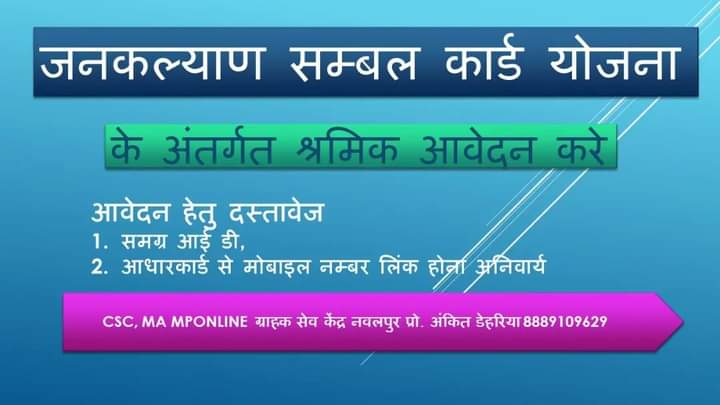 जनकल्याण सम्बल कार्ड योजना
के अंतर्गत श्रमिक आवेदन करे
आवेदन हेतु दस्तावेज
1. समग्र आई डी,
2. आधारकार्ड से मोबाइल नम्बर लिंक होना अनिवार्य
CSC, MA MPONLINE ग्राहक सेव केंद्र नवलपुर प्रो. अंकित डेहरिया 8889109629